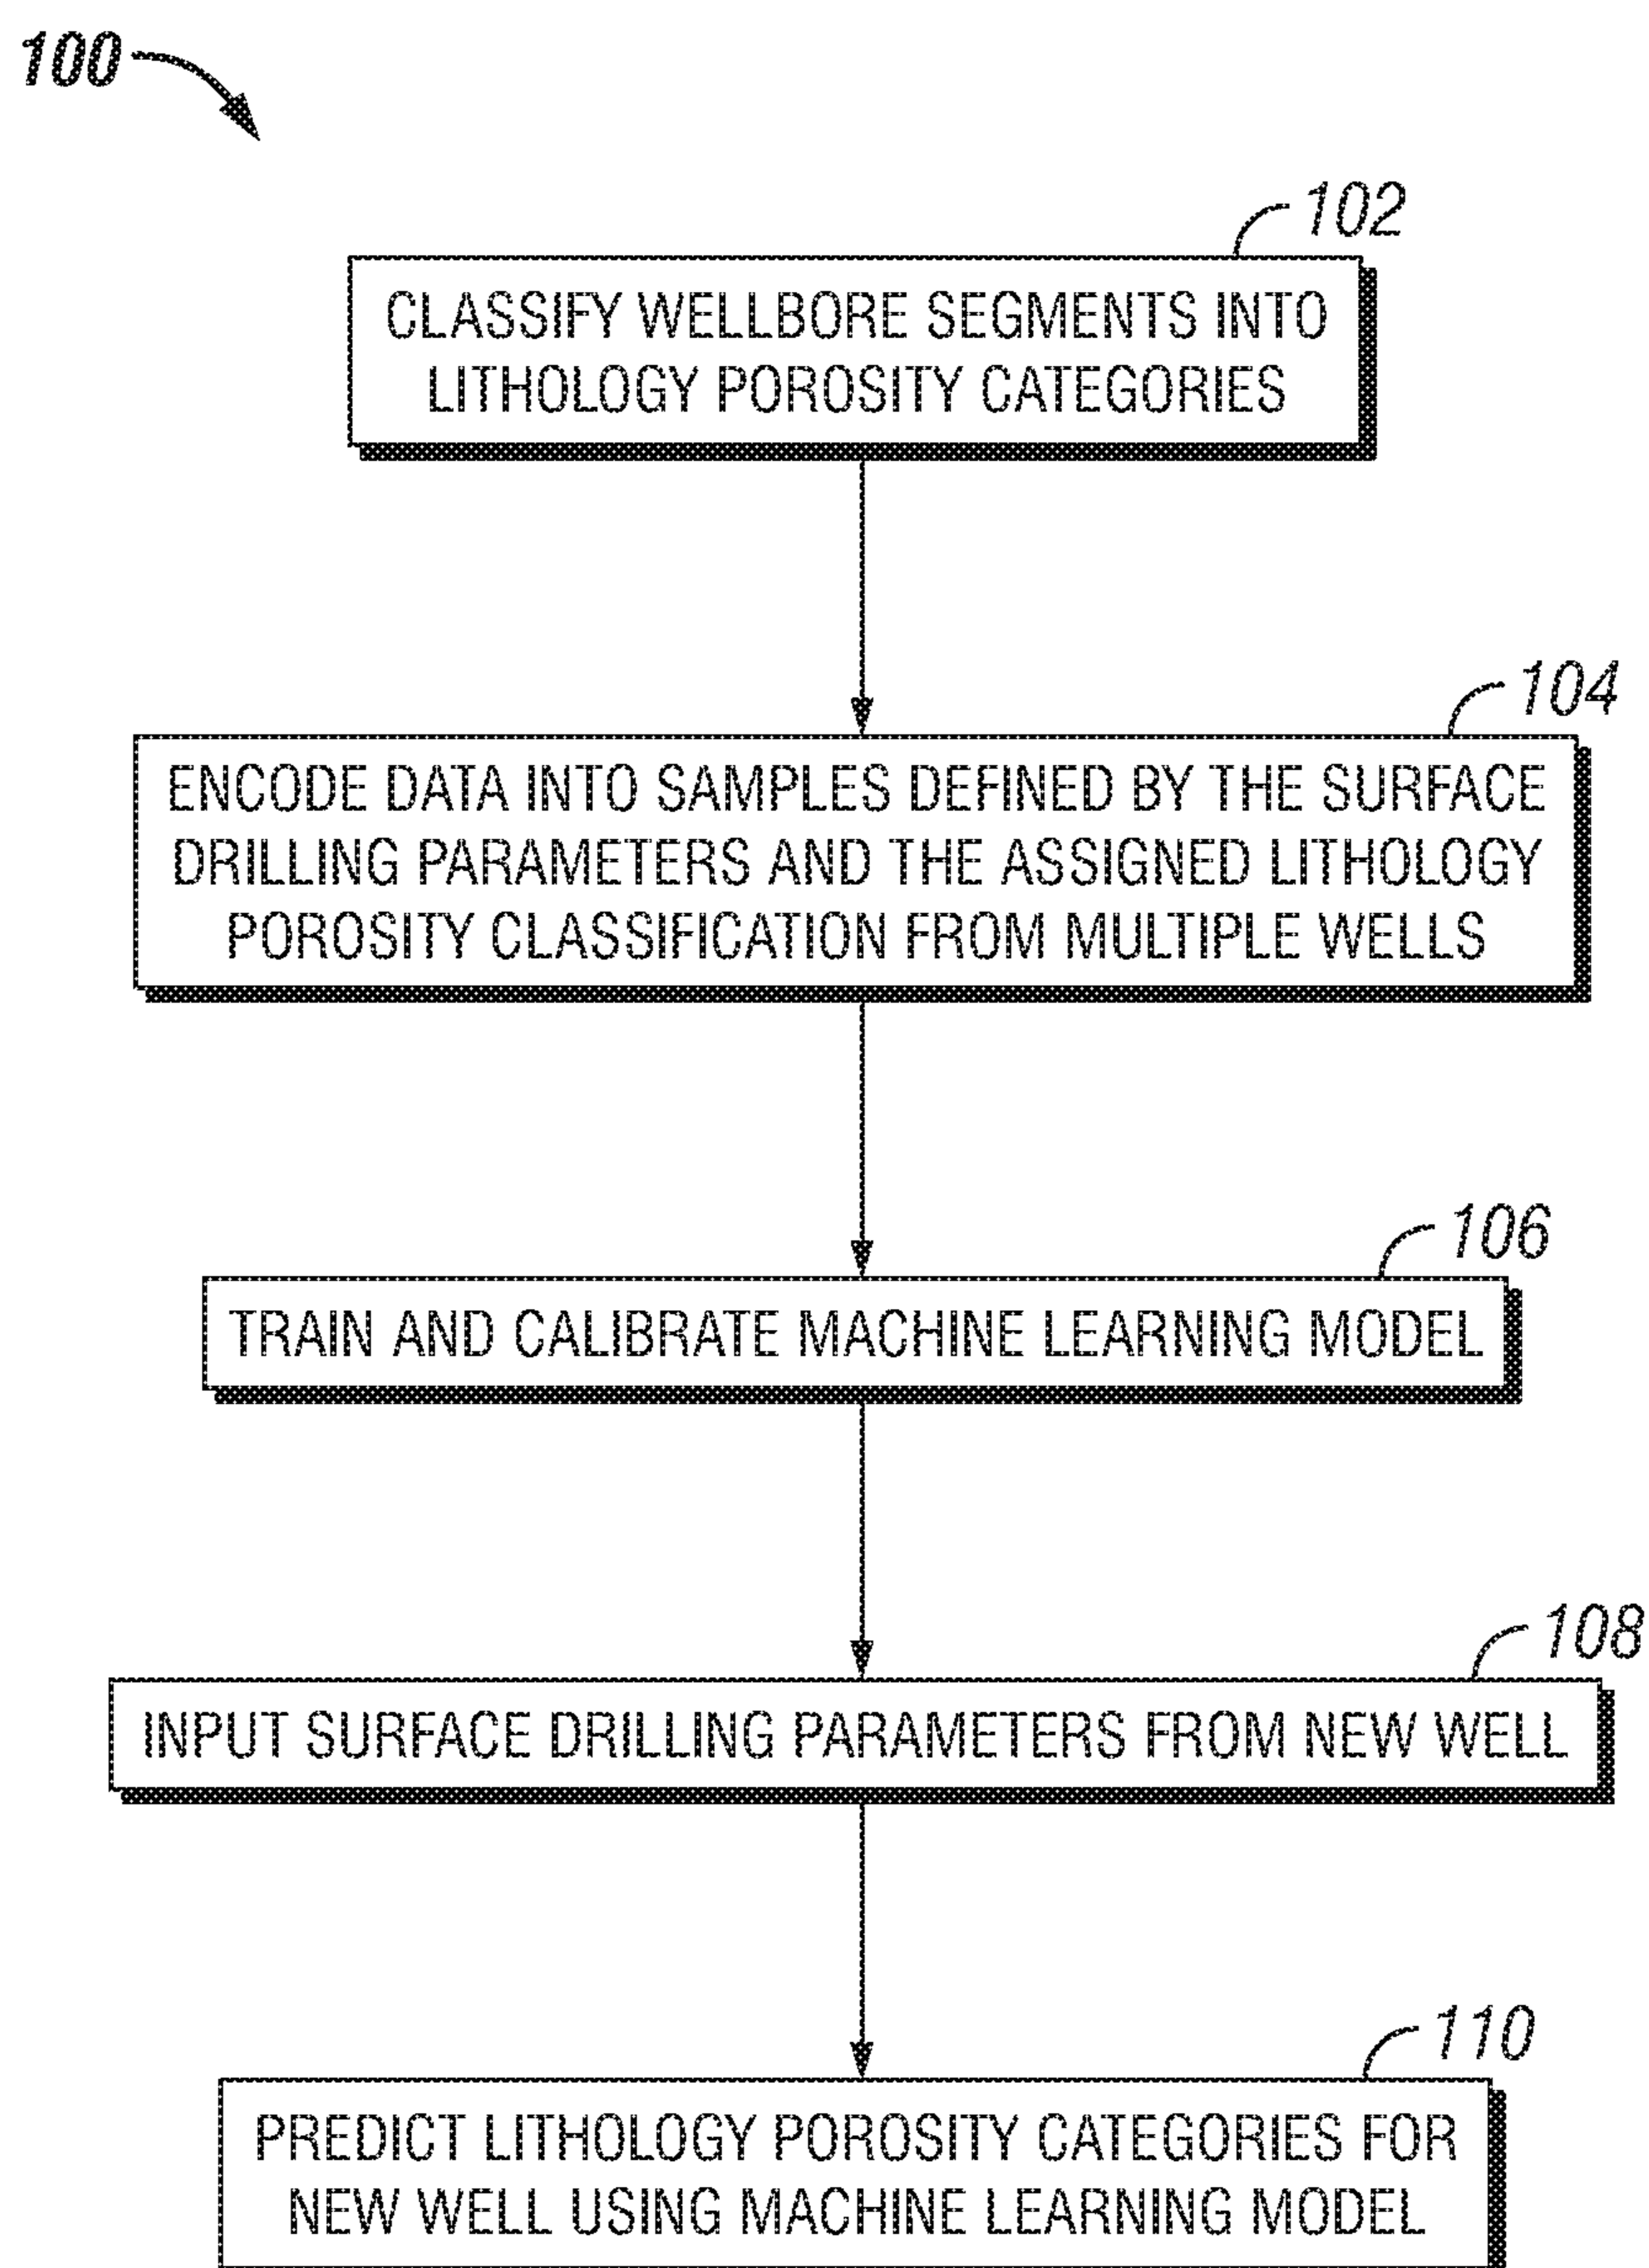 100
102
CLASSIFY WELLBORE SEGMENTS INTO
LITHOLOGY POROSITY CATEGORIES
104
ENCODE DATA INTO SAMPLES DEFINED BY THE SURFACE
DRILLING PARAMETERS AND THE ASSIGNED LITHOLOGY
POROSITY CLASSIFICATION FROM MULTIPLE WELLS
106
TRAIN AND CALIBRATE MACHINE LEARNING MODEL
108
INPUT SURFACE DRILLING PARAMETERS FROM NEW WELL
110
PREDICT LITHOLOGY POROSITY CATEGORIES FOR
NEW WELL USING MACHINE LEARNING MODEL